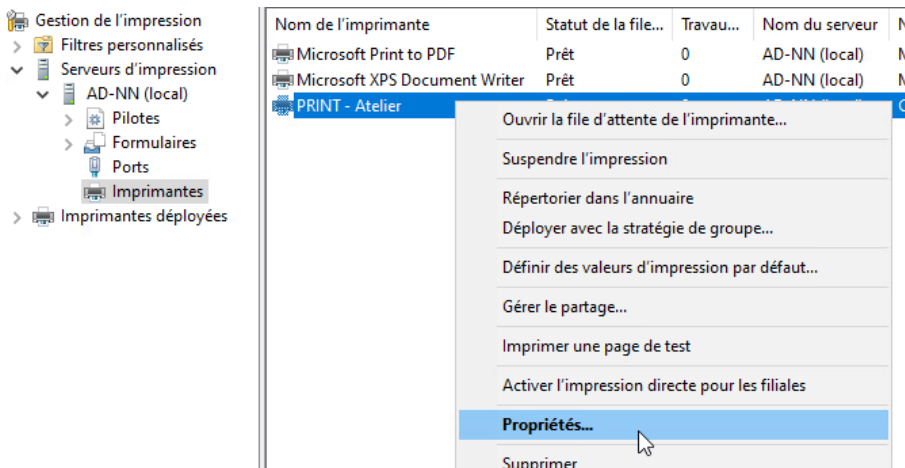 Gestion de l'impression
Filtres personnalisés
Serveurs d'impression
AD-NN (local)
Pilotes
Formulaires
Ports
Imprimantes
Imprimantes déployées
Nom de l'imprimante Statut de la file... Travau... Nom du serveur
Microsoft Print to PDF Prêt 0 AD-NN (local)
Microsoft XPS Document Writer Prêt 0 AD-NN (local)
PRINT - Atelier
Ouvrir la file d'attente de l'imprimante...
Suspendre l'impression
Répertorier dans l'annuaire
Déployer avec la stratégie de groupe...
Définir des valeurs d'impression par défaut...
Gérer le partage...
Imprimer une page de test
Activer l'impression directe pour les filiales
Propriétés...
Supprimer